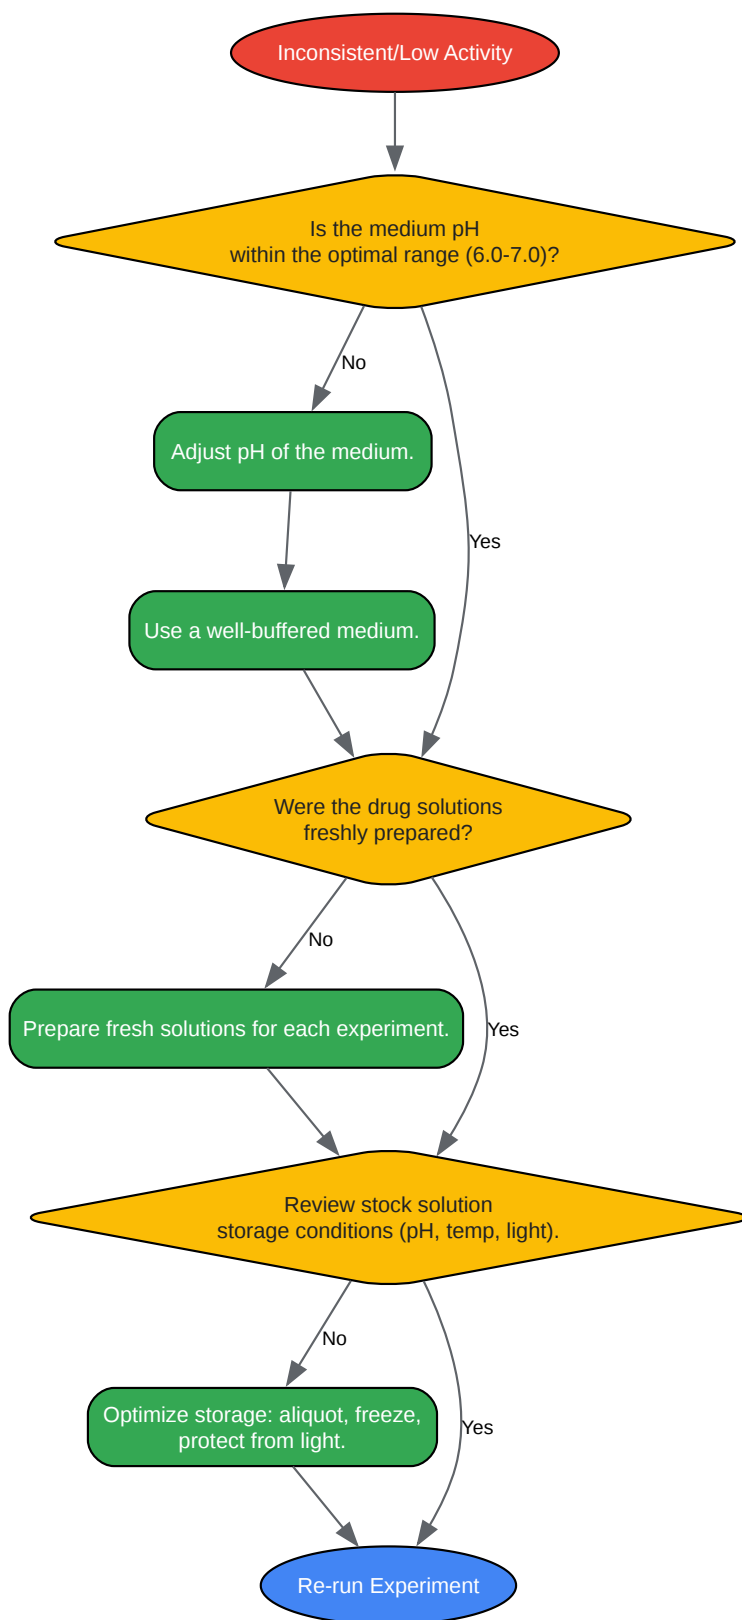 Inconsistent/Low Activity
Is the medium pH
within the optimal range (6.0-7.0)?
No
Adjust pH of the medium.
Yes
Use a well-buffered medium.
Were the drug solutions
freshly prepared?
No
Prepare fresh solutions for each experiment.
Yes
Review stock solution
storage conditions (pH, temp, light).
No
Optimize storage: aliquot, freeze,
protect from light.
Yes
Re-run Experiment